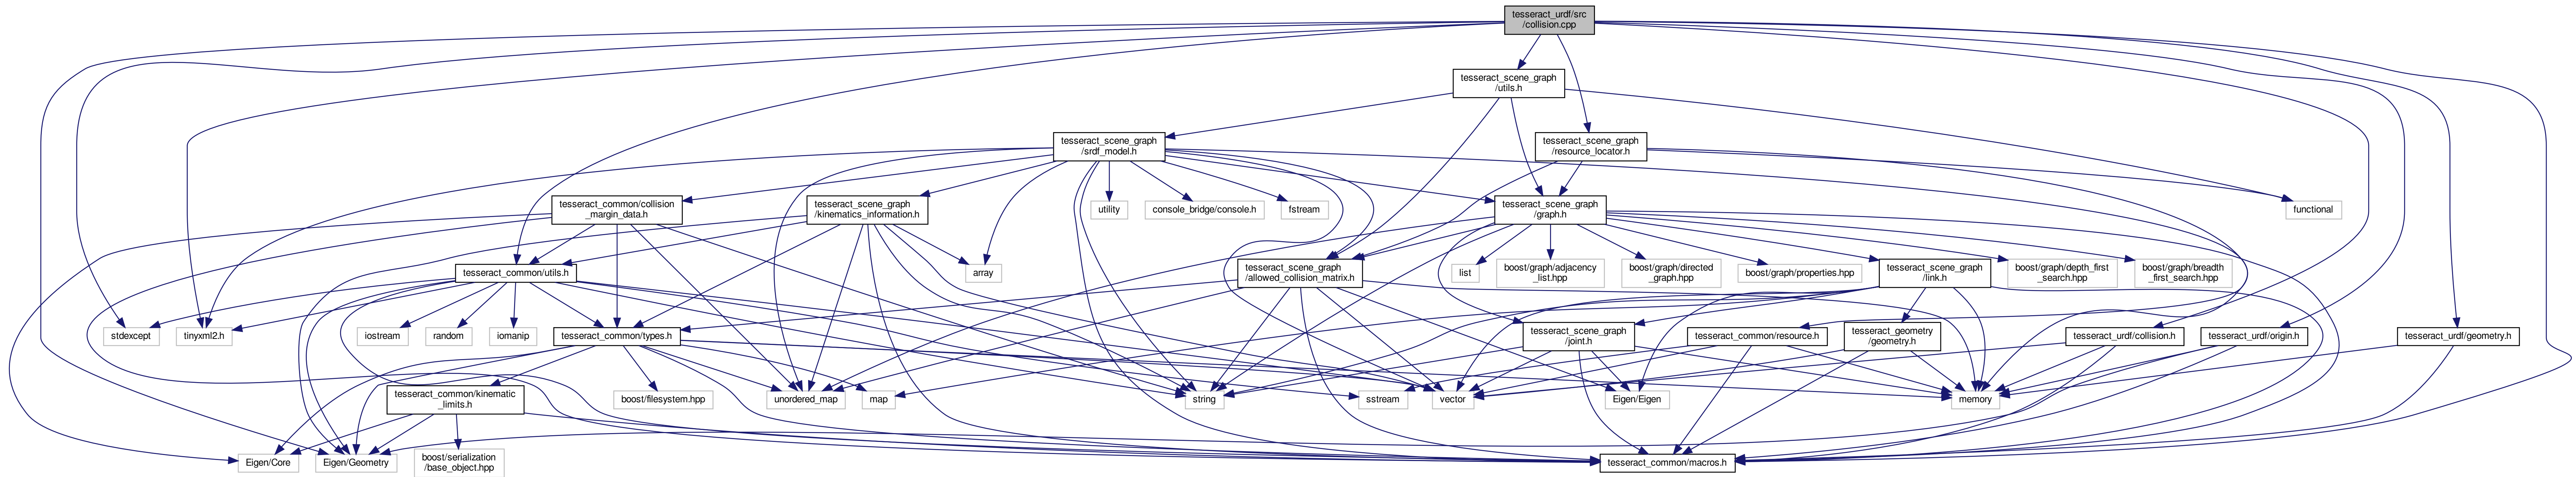 tesseract_urdf/src
/collision.cpp
tesseract_scene_graph
/utils.h
tesseract_scene_graph
/srdf_model.h
tesseract_scene_graph
/resource_locator.h
tesseract_common/collision
_margin_data.h
tesseract_scene_graph
/kinematics_information.h
utility
console_bridge/console.h
fstream
tesseract_scene_graph
/graph.h
functional
tesseract_common/utils.h
array
tesseract_scene_graph
/allowed_collision_matrix.h
list
boost/graph/adjacency
_list.hpp
boost/graph/directed
_graph.hpp
boost/graph/properties.hpp
tesseract_scene_graph
/link.h
boost/graph/depth_first
_search.hpp
boost/graph/breadth
_first_search.hpp
stdexcept
tinyxml2.h
iostream
random
iomanip
tesseract_common/types.h
tesseract_scene_graph
/joint.h
tesseract_common/resource.h
tesseract_geometry
/geometry.h
tesseract_urdf/collision.h
tesseract_urdf/origin.h
tesseract_urdf/geometry.h
tesseract_common/kinematic
_limits.h
boost/filesystem.hpp
unordered_map
map
string
sstream
vector
Eigen/Eigen
memory
Eigen/Core
Eigen/Geometry
boost/serialization
/base_object.hpp
tesseract_common/macros.h